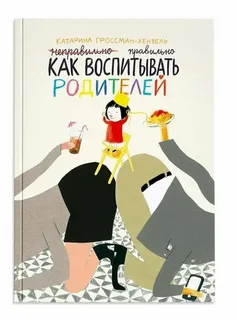 КАТАРИНА ГРОССМАН-ХЕНЗЕЛЬ
неправильно правильно
КАК ВОСПИТЫВАТЬ
РОДИТЕЛЕЙ